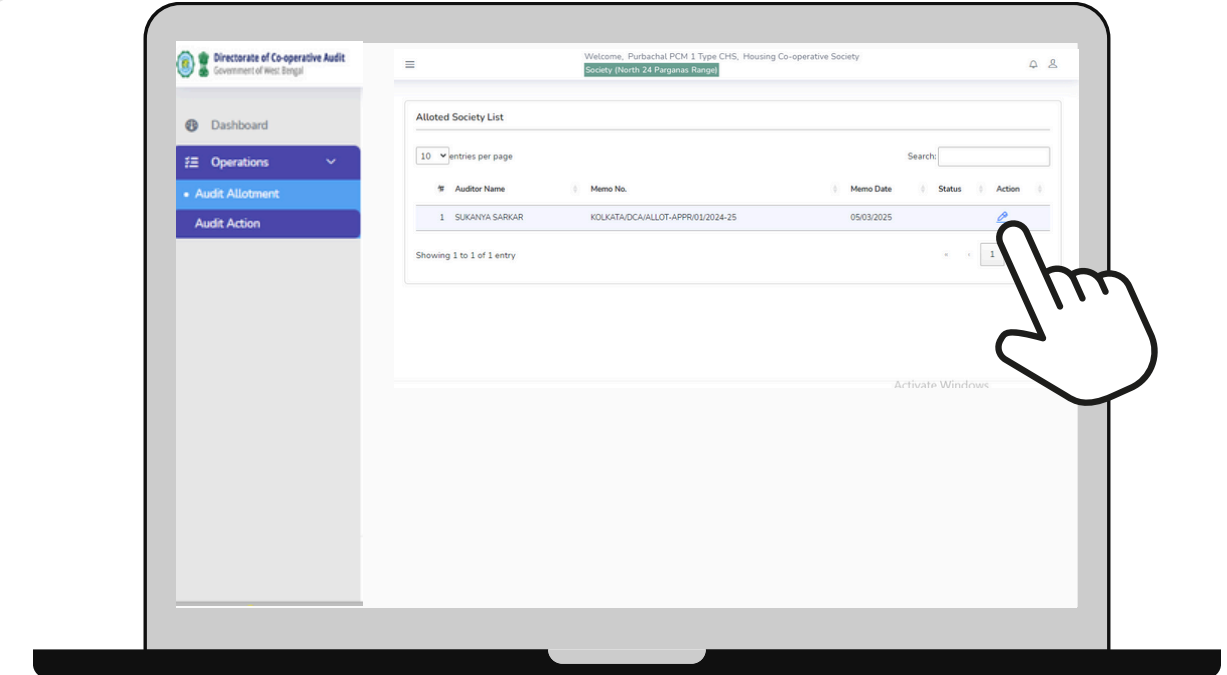 Directorate of Co-operative Audit
Government of West Bengal
Welcome, Purbachal PCM 1 Type CHS, Housing Co-operative Society
Society (North 24 Parganas Range)
Dashboard
Operations
Audit Allotment
Audit Action
Alloted Society List
10 entries per page
Search:
Auditor Name Memo No. Memo Date Status Action
1 SUKANYA SARKAR KOLKATA/DCA/ALLOT-APPR/01/2024-25 05/03/2025
Showing 1 to 1 of 1 entry
« ‹ 1
Activate Windows